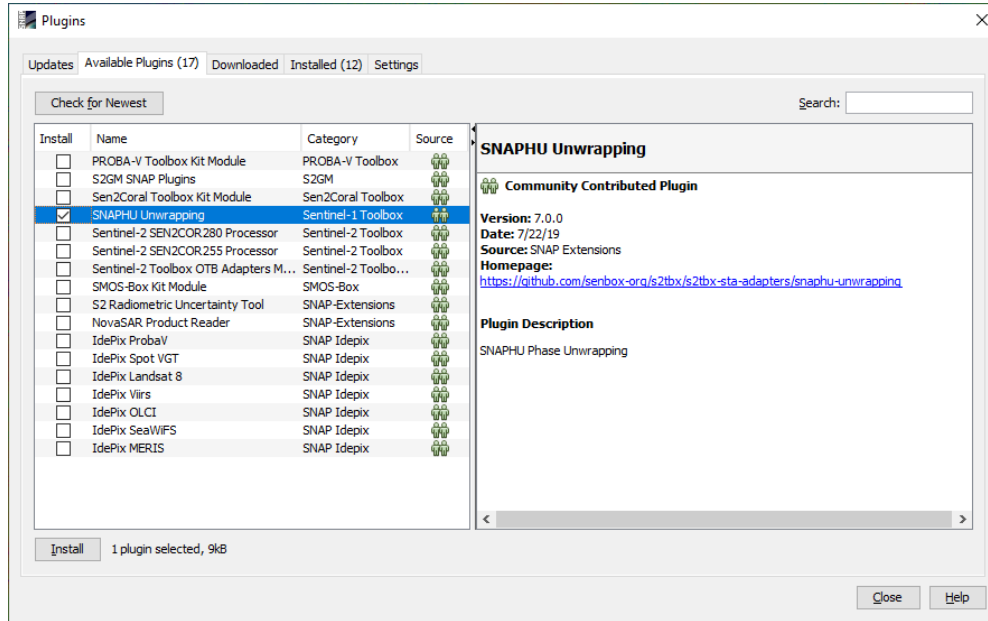 Plugins
Updates Available Plugins (17) Downloaded Installed (12) Settings
Check for Newest Search:
Install Name Category Source
PROBA-V Toolbox Kit Module PROBA-V Toolbox
S2GM SNAP Plugins S2GM
Sen2Coral Toolbox Kit Module Sen2Coral Toolbox
SNAPHU Unwrapping Sentinel-1 Toolbox
Sentinel-2 SEN2COR280 Processor Sentinel-2 Toolbox
Sentinel-2 SEN2COR255 Processor Sentinel-2 Toolbox
Sentinel-2 Toolbox OTB Adapters M... Sentinel-2 Toolbo...
SMOS-Box Kit Module SMOS-Box
S2 Radiometric Uncertainty Tool SNAP-Extensions
NovaSAR Product Reader SNAP-Extensions
IdePix ProbaV SNAP Idepix
IdePix Spot VGT SNAP Idepix
IdePix Landsat 8 SNAP Idepix
IdePix Viirs SNAP Idepix
IdePix OLCI SNAP Idepix
IdePix SeaWiFS SNAP Idepix
IdePix MERIS SNAP Idepix
SNAPHU Unwrapping
Community Contributed Plugin
Version: 7.0.0
Date: 7/22/19
Source: SNAP Extensions
Homepage:
https://github.com/senbox-org/s2tbx/s2tbx-sta-adapters/snaphu-unwrapping
Plugin Description
SNAPHU Phase Unwrapping
Install 1 plugin selected, 9kB
Close Help